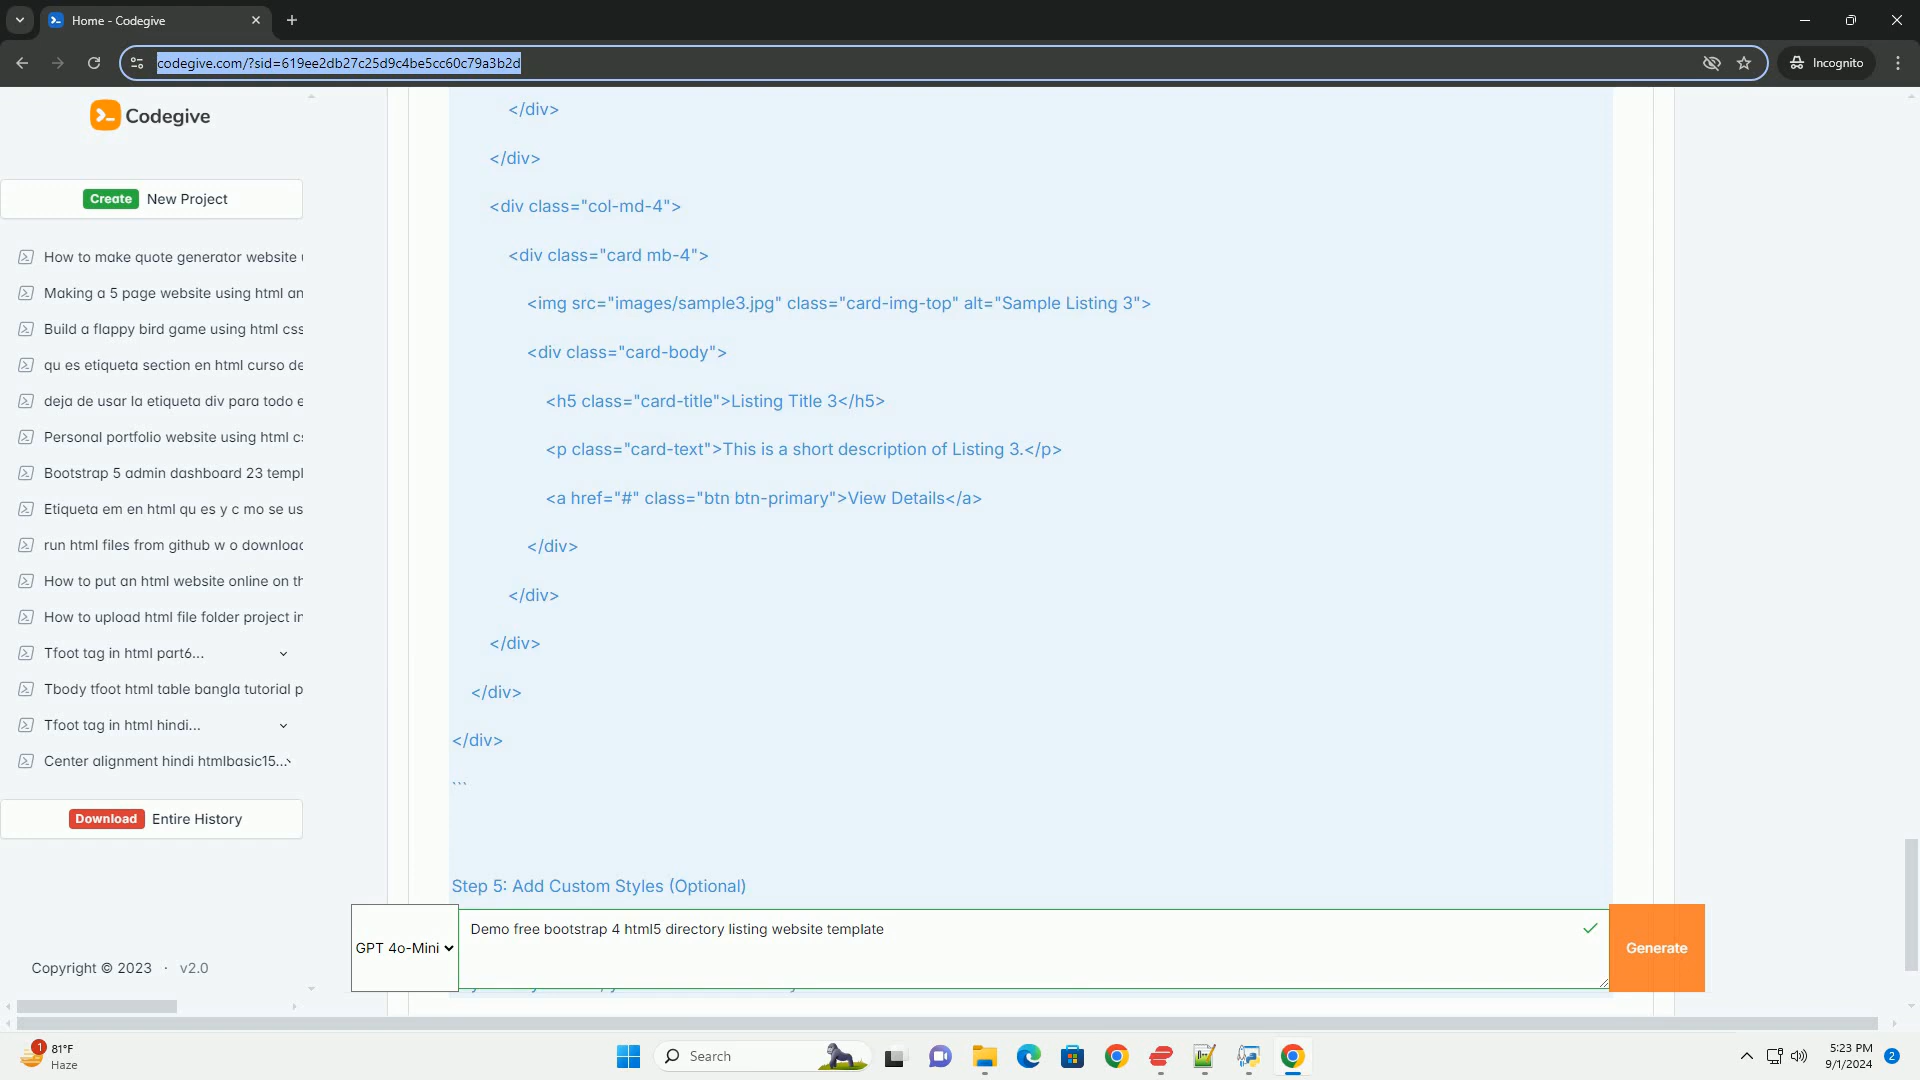 Home - Codegive
codegive.com/?sid=619ee2db27c25d9c4be5cc60c79a3b2d
Incognito
Codegive
Create New Project
How to make quote generator website
Making a 5 page website using html an
Build a flappy bird game using html css
qu es etiqueta section en html curso de
deja de usar la etiqueta div para todo e
Personal portfolio website using html
Bootstrap 5 admin dashboard 23 templ
Etiqueta em en html qu es y c mo se us
run html files from github w o download
How to put an html website online on th
How to upload html file folder project in
Tfoot tag in html part6...
Tbody tfoot html table bangla tutorial p
Tfoot tag in html hindi...
Center alignment hindi htmlbasic15...
Download Entire History
Copyright © 2023 · v2.0
</div>
</div>
<div class="col-md-4">
<div class="card mb-4">
<img src="images/sample3.jpg" class="card-img-top" alt="Sample Listing 3">
<div class="card-body">
<h5 class="card-title">Listing Title 3</h5>
<p class="card-text">This is a short description of Listing 3.</p>
<a href="#" class="btn btn-primary">View Details</a>
</div>
</div>
</div>
</div>
</div>
```
Step 5: Add Custom Styles (Optional)
GPT 4o-Mini
Demo free bootstrap 4 html5 directory listing website template
Generate
1
81°F
Haze
Search
5:23 PM
9/1/2024
2